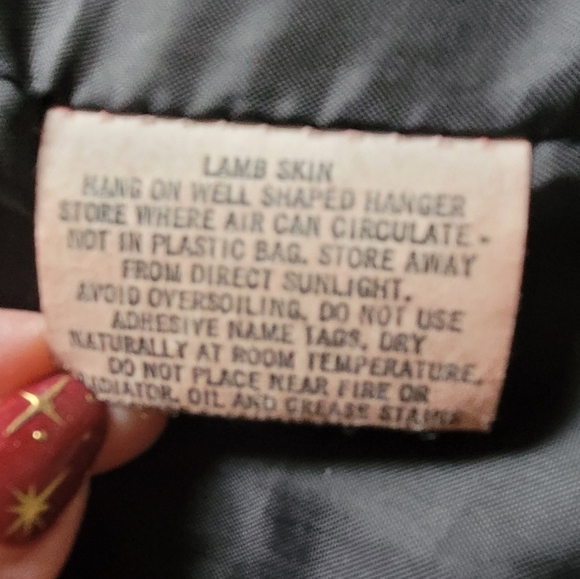 LAMB SKIN
HANG ON WELL SHAPED HANGER
STORE WHERE AIR CAN CIRCULATE -
NOT IN PLASTIC BAG. STORE AWAY
FROM DIRECT SUNLIGHT.
AVOID OVERSOILING. DO NOT USE
ADHESIVE NAME TAGS. DRY
NATURALLY AT ROOM TEMPERATURE.
DO NOT PLACE NEAR FIRE OR
RADIATOR. OIL AND GREASE STAINS